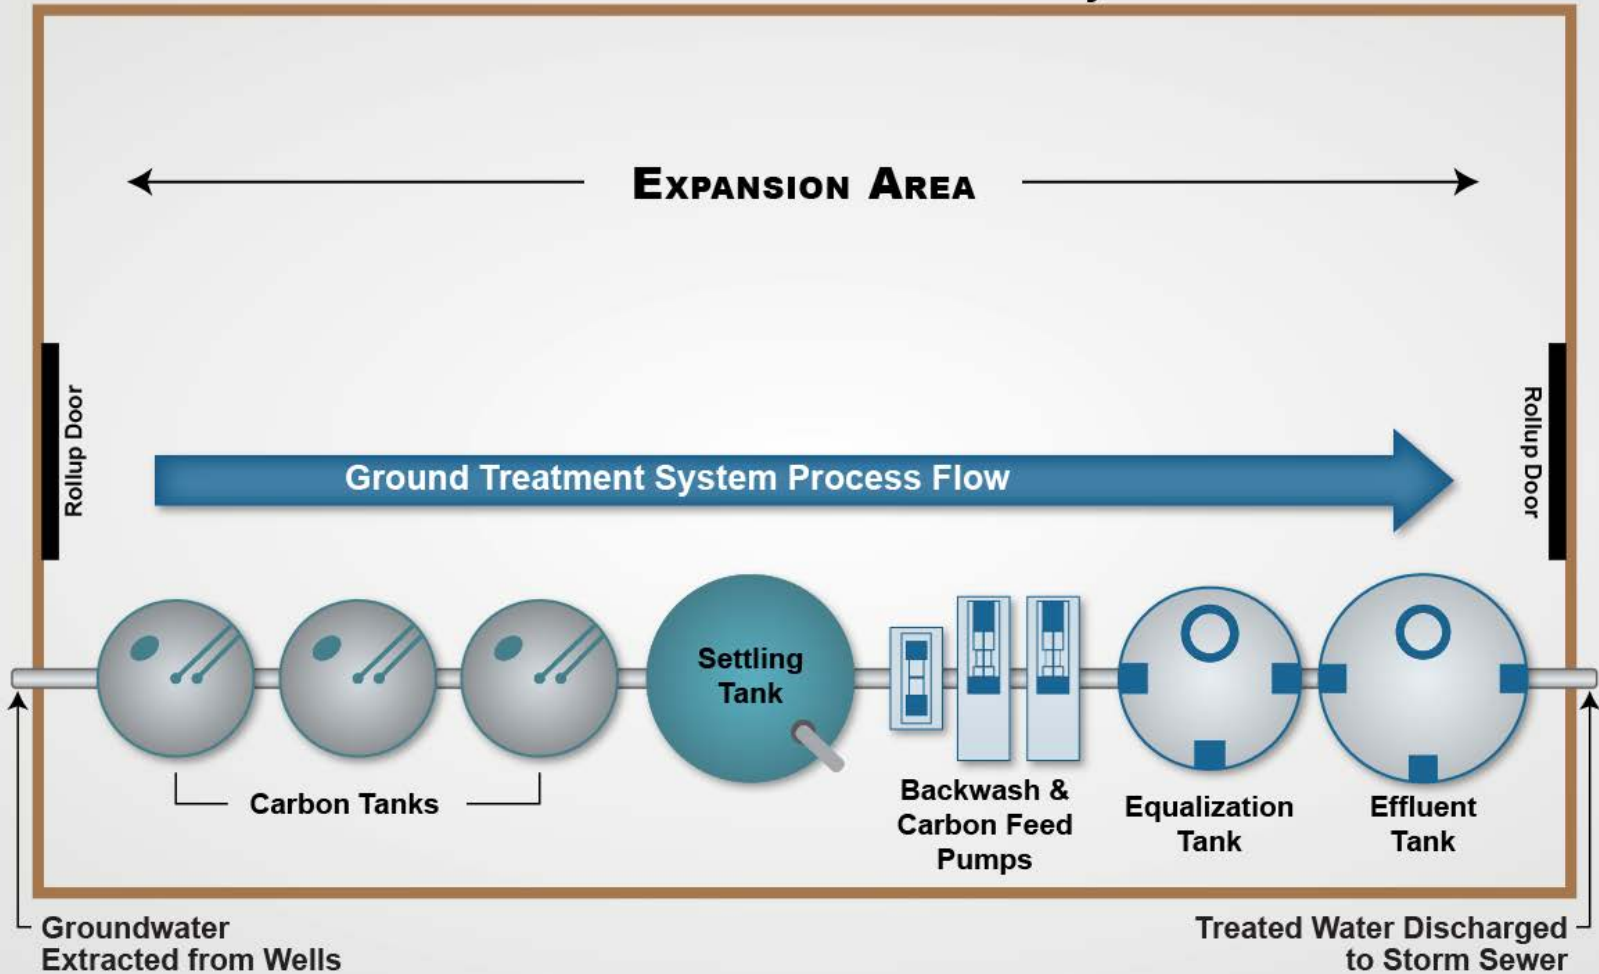 EXPANSION AREA
Rollup Door
Rollup Door
Ground Treatment System Process Flow
Settling
Tank
Carbon Tanks
Backwash &
Carbon Feed
Pumps
Equalization
Tank
Effluent
Tank
Groundwater
Extracted from Wells
Treated Water Discharged
to Storm Sewer